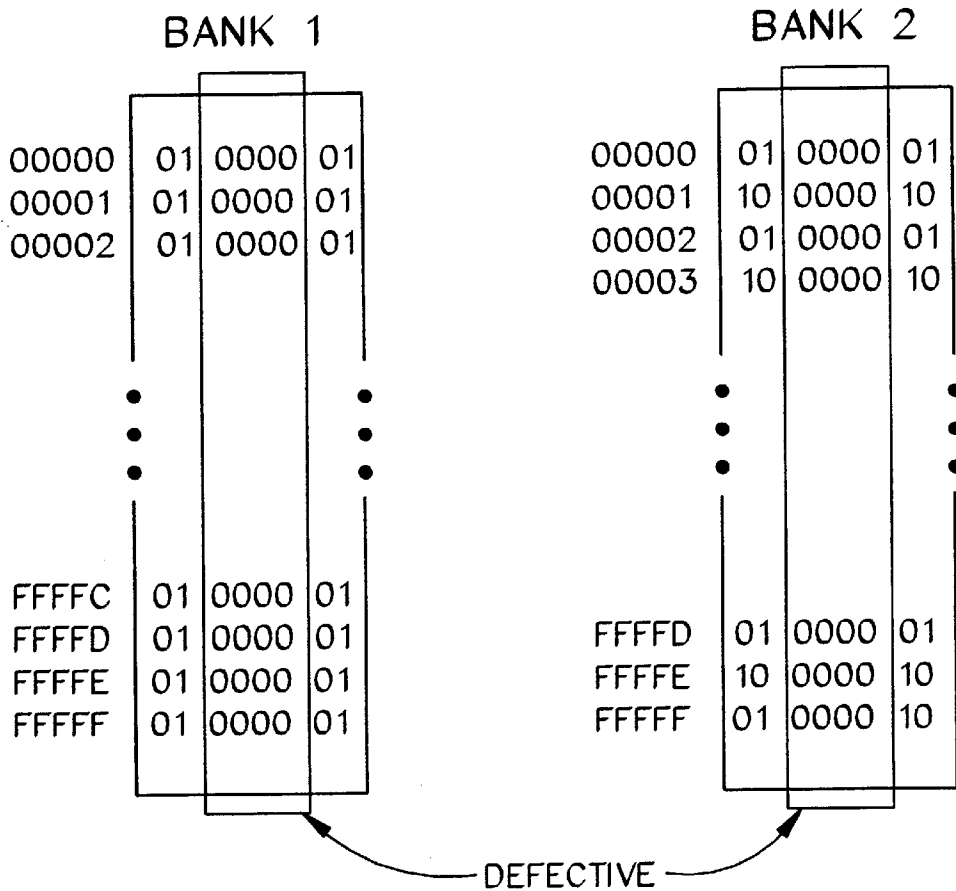 BANK 1
00000 01 0000 01
00001 01 0000 01
00002 01 0000 01
FFFFC 01 0000 01
FFFFD 01 0000 01
FFFFE 01 0000 01
FFFFF 01 0000 01
BANK 2
00000 01 0000 01
00001 10 0000 10
00002 01 0000 01
00003 10 0000 10
FFFFD 01 0000 01
FFFFE 10 0000 10
FFFFF 01 0000 10
DEFECTIVE